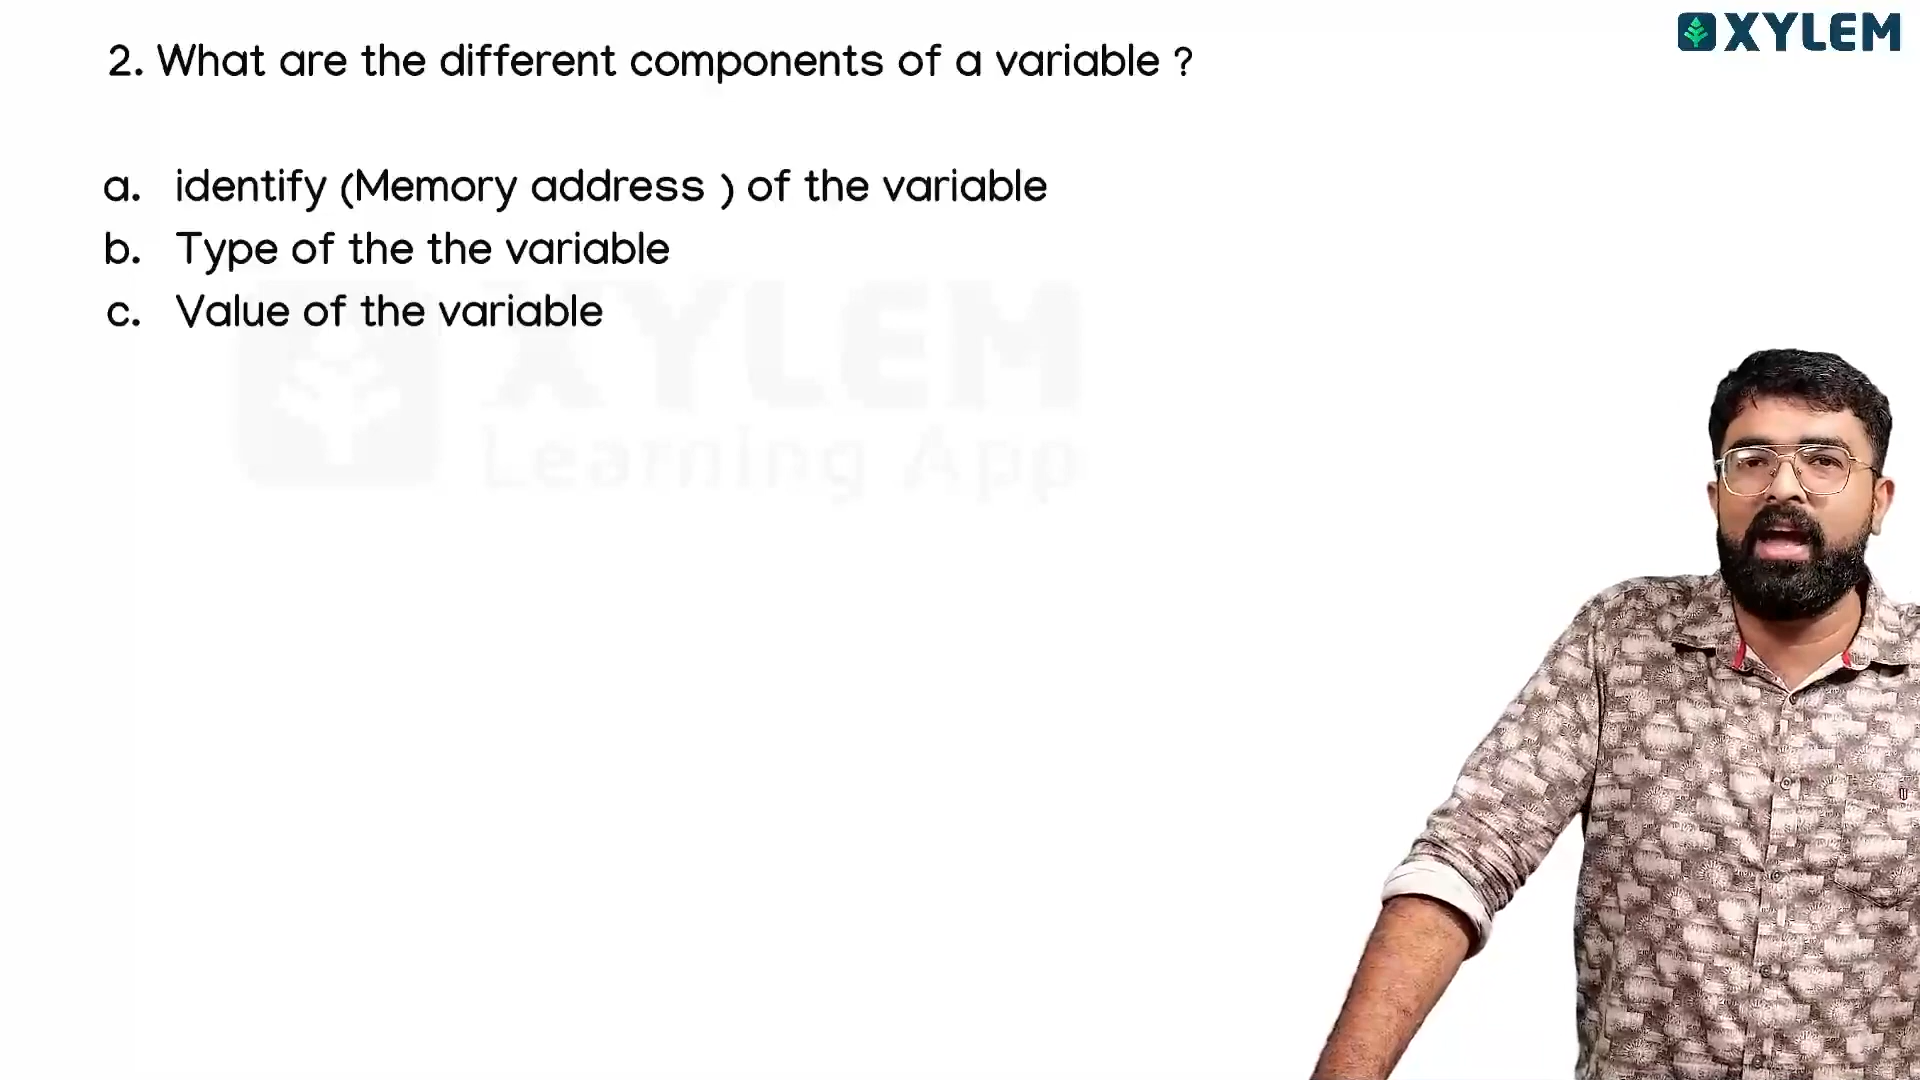 XYLEM
2. What are the different components of a variable ?
a. identify (Memory address ) of the variable
b. Type of the the variable
c. Value of the variable
XYLEM
Learning App